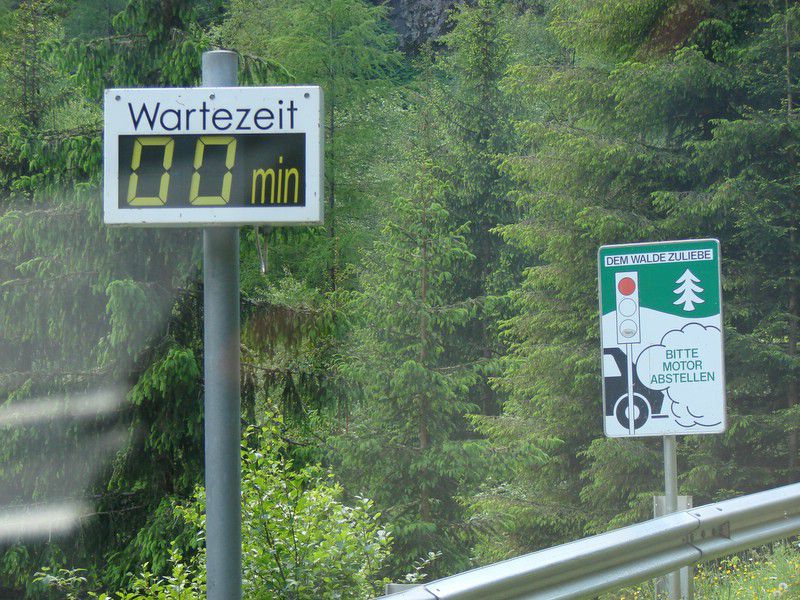 Wartezeit
00 min
DEM WALDE ZULIEBE
BITTE
MOTOR
ABSTELLEN